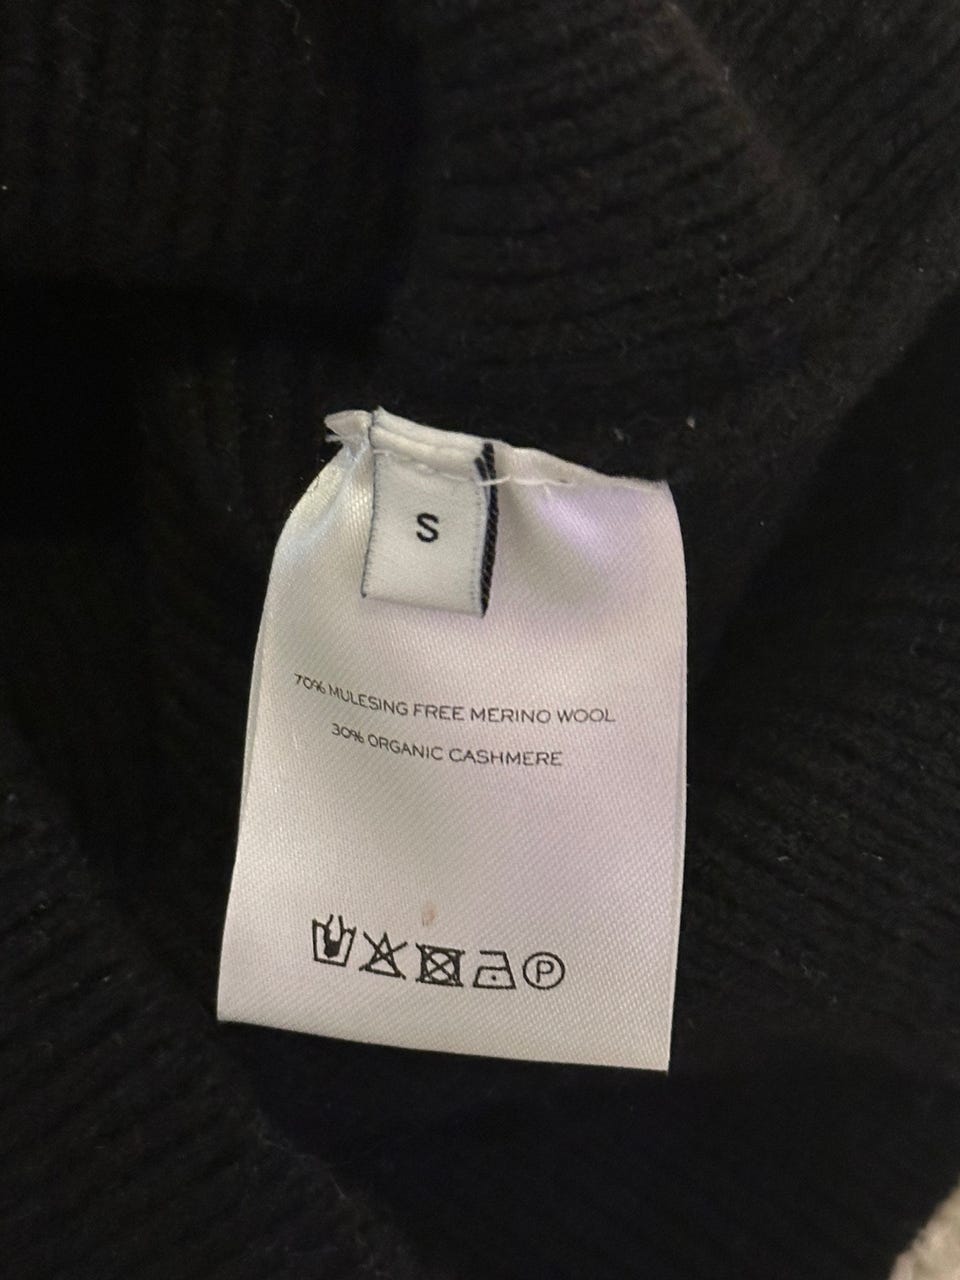 S
70% MULESING FREE MERINO WOOL
30% ORGANIC CASHMERE
P